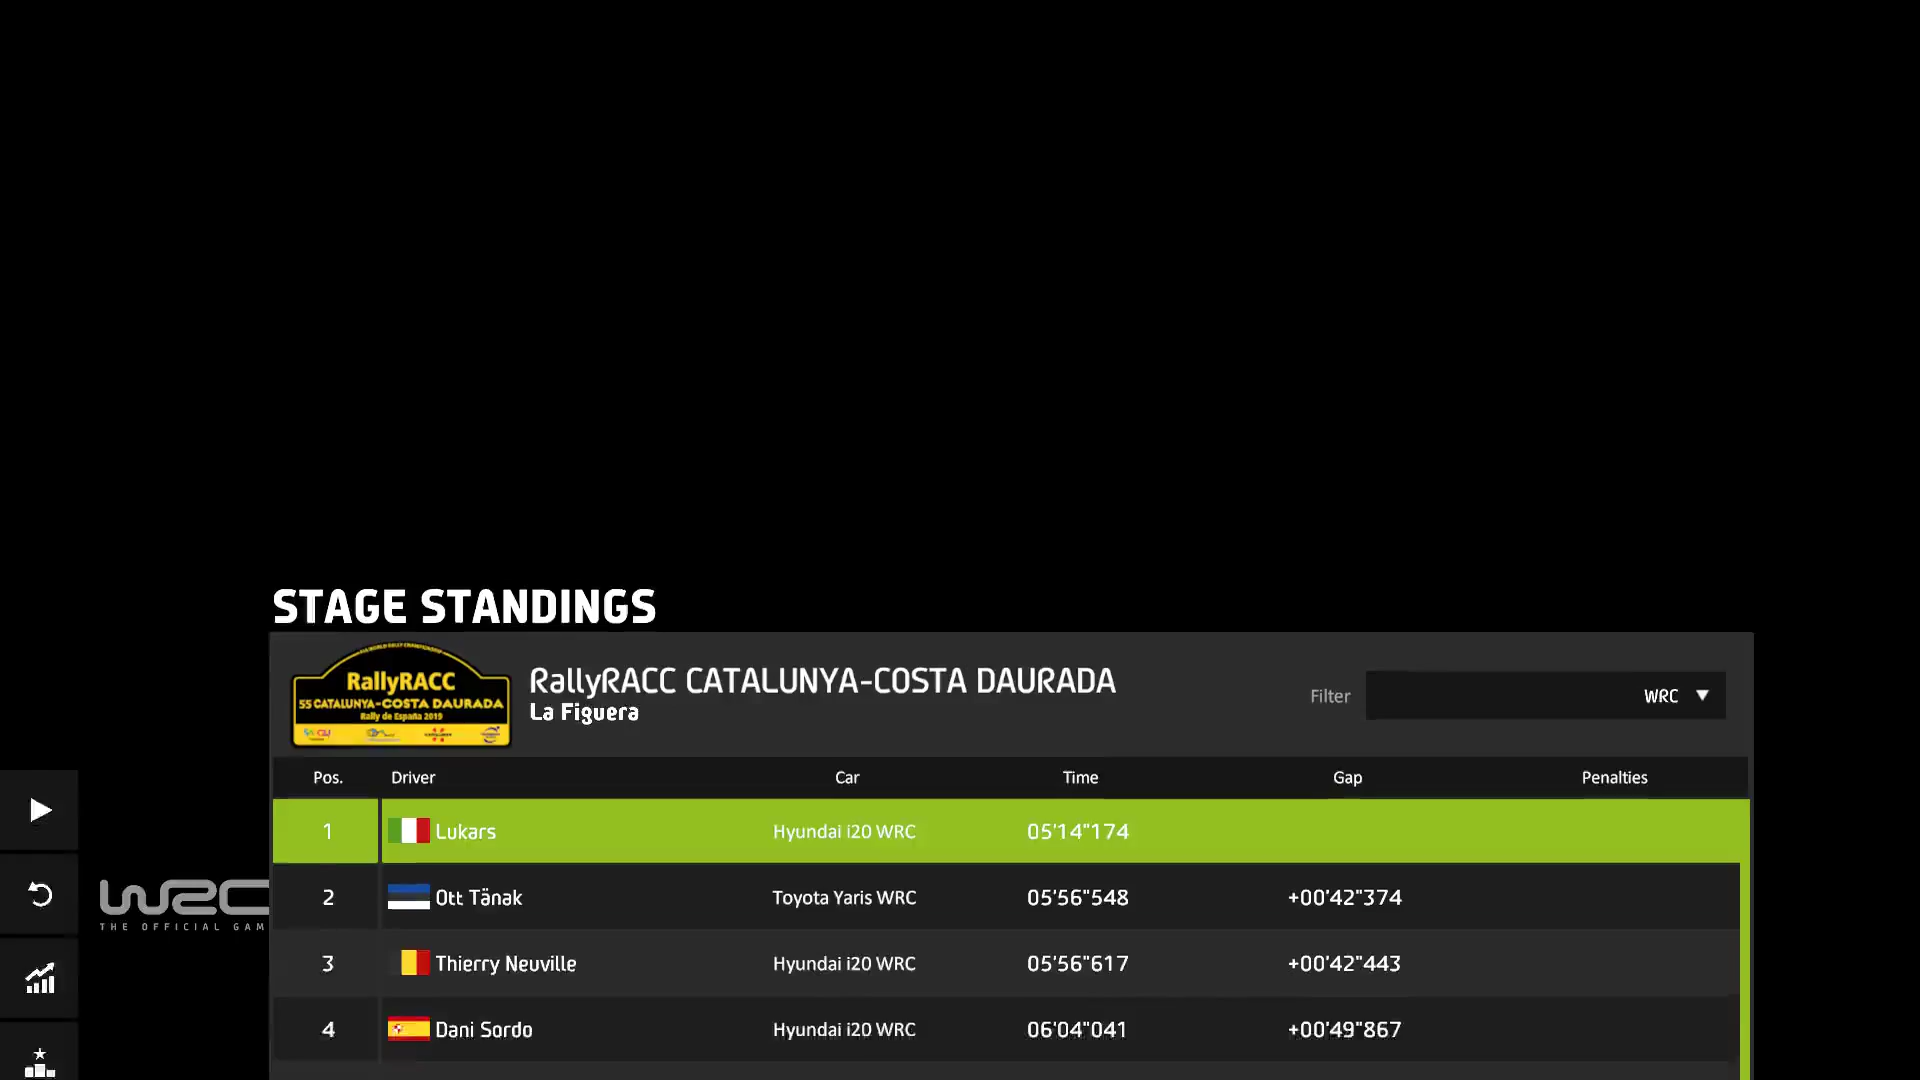 STAGE STANDINGS
RallyRACC
55 CATALUNYA-COSTA DAURADA
Rally de España 2019
RallyRACC CATALUNYA-COSTA DAURADA
La Figuera
Filter WRC
Pos. Driver Car Time Gap Penalties
1 Lukars Hyundai i20 WRC 05'14"174
2 Ott Tänak Toyota Yaris WRC 05'56"548 +00'42"374
3 Thierry Neuville Hyundai i20 WRC 05'56"617 +00'42"443
4 Dani Sordo Hyundai i20 WRC 06'04"041 +00'49"867
WRC
THE OFFICIAL GAM